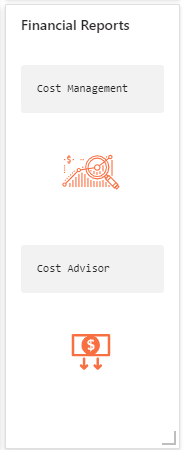 Financial Reports
Cost Management
$
Cost Advisor
$